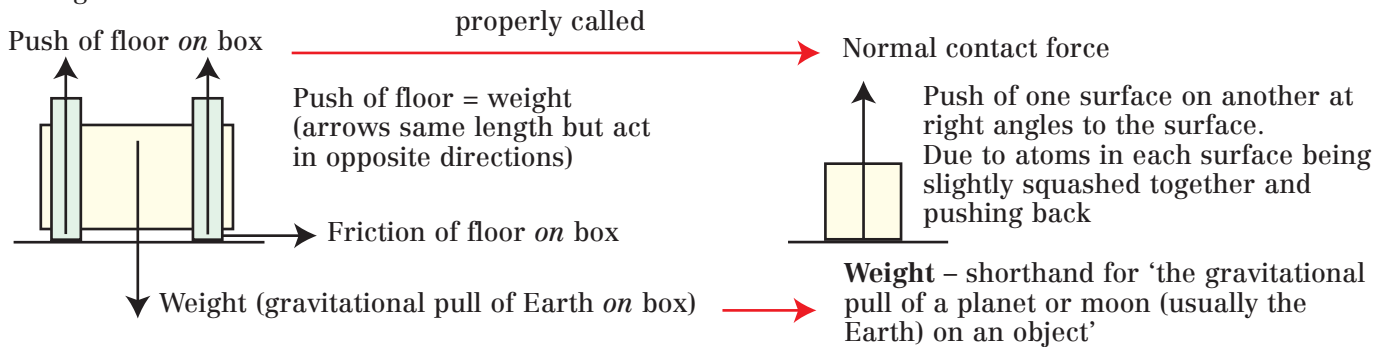 properly called
Push of floor on box
Normal contact force
Push of floor = weight
(arrows same length but act
in opposite directions)
Push of one surface on another at
right angles to the surface.
Due to atoms in each surface being
slightly squashed together and
pushing back
Friction of floor on box
Weight (gravitational pull of Earth on box)
Weight – shorthand for ‘the gravitational
pull of a planet or moon (usually the
Earth) on an object’